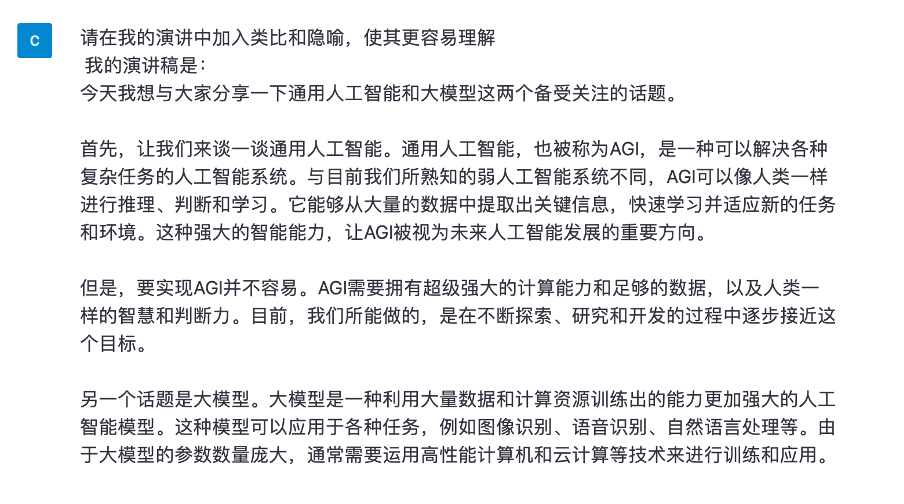 C
请在我的演讲中加入类比和隐喻，使其更容易理解
我的演讲稿是：
今天我想与大家分享一下通用人工智能和大模型这两个备受关注的话题。
首先，让我们来谈一谈通用人工智能。通用人工智能，也被称为AGI，是一种可以解决各种
复杂任务的人工智能系统。与目前我们所熟知的弱人工智能系统不同，AGI可以像人类一样
进行推理、判断和学习。它能够从大量的数据中提取出关键信息，快速学习并适应新的任务
和环境。这种强大的智能能力，让AGI被视为未来人工智能发展的重要方向。
但是，要实现AGI并不容易。AGI需要拥有超级强大的计算能力和足够的数据，以及人类一
样的智慧和判断力。目前，我们所能做的，是在不断探索、研究和开发的过程中逐步接近这
个目标。
另一个话题是大模型。大模型是一种利用大量数据和计算资源训练出的能力更加强大的人工
智能模型。这种模型可以应用于各种任务，例如图像识别、语音识别、自然语言处理等。由
于大模型的参数数量庞大，通常需要运用高性能计算机和云计算等技术来进行训练和应用。